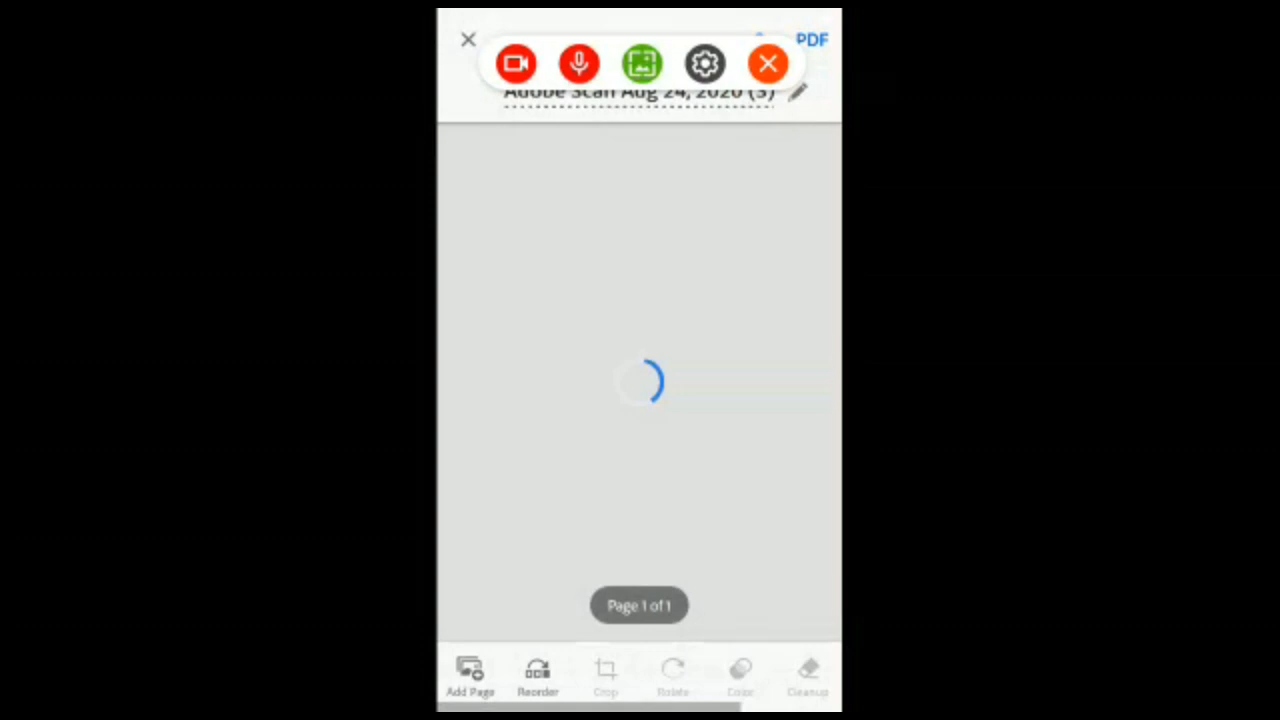 PDF
Adobe Scan Aug 24, 2020 (3)
Page 1 of 1
Add Page Reorder Crop Rotate Color Cleanup